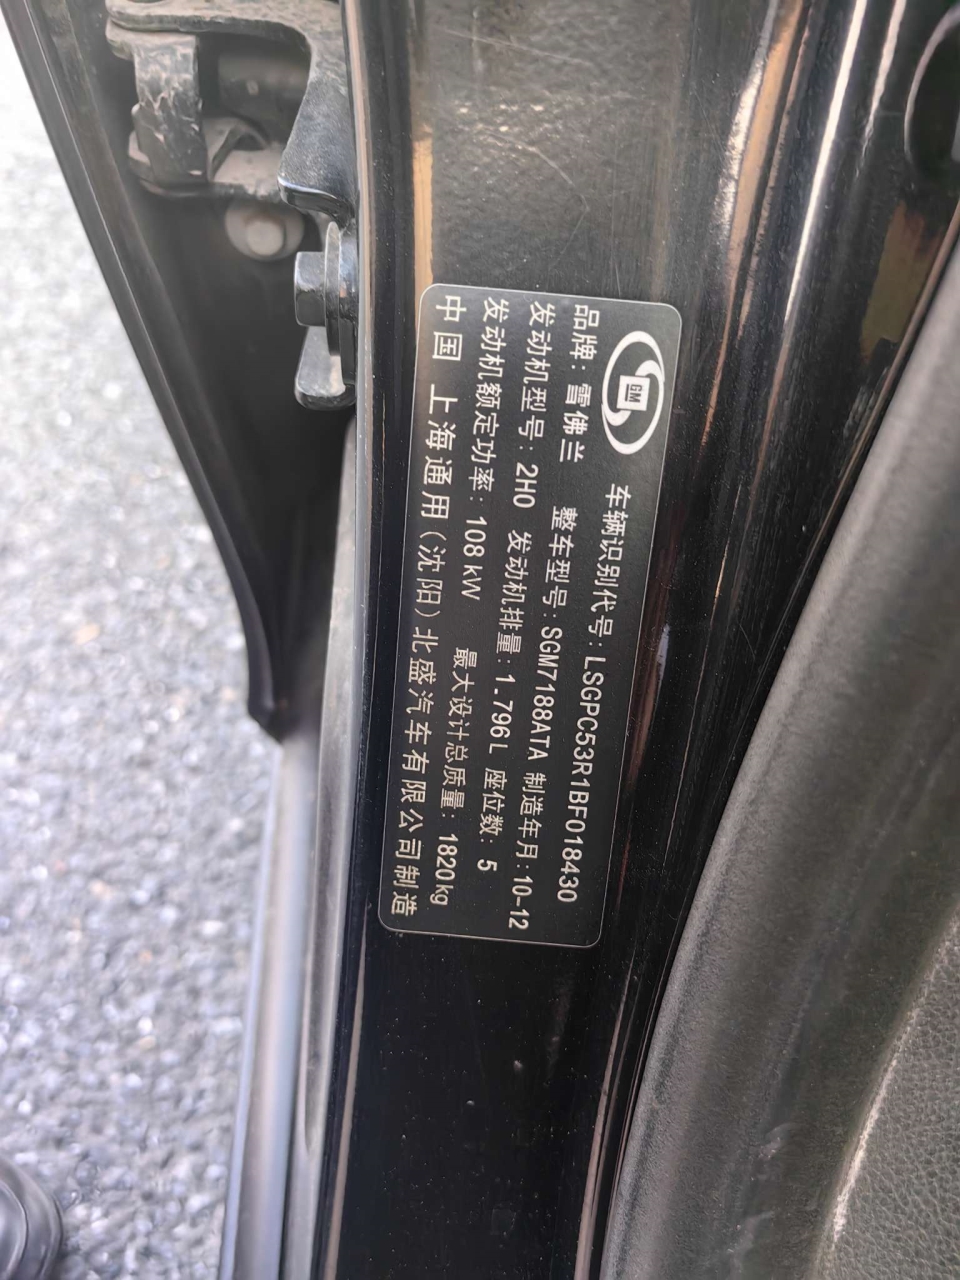 GM
车辆识别代号:LSGPC53R1BF018430
品牌:雪佛兰 整车型号:SGM7188ATA 制造年月:10-12
发动机型号:2H0 发动机排量:1.796L 座位数:5
发动机额定功率:108kW 最大设计总质量:1820kg
中国 上海通用(沈阳)北盛汽车有限公司制造